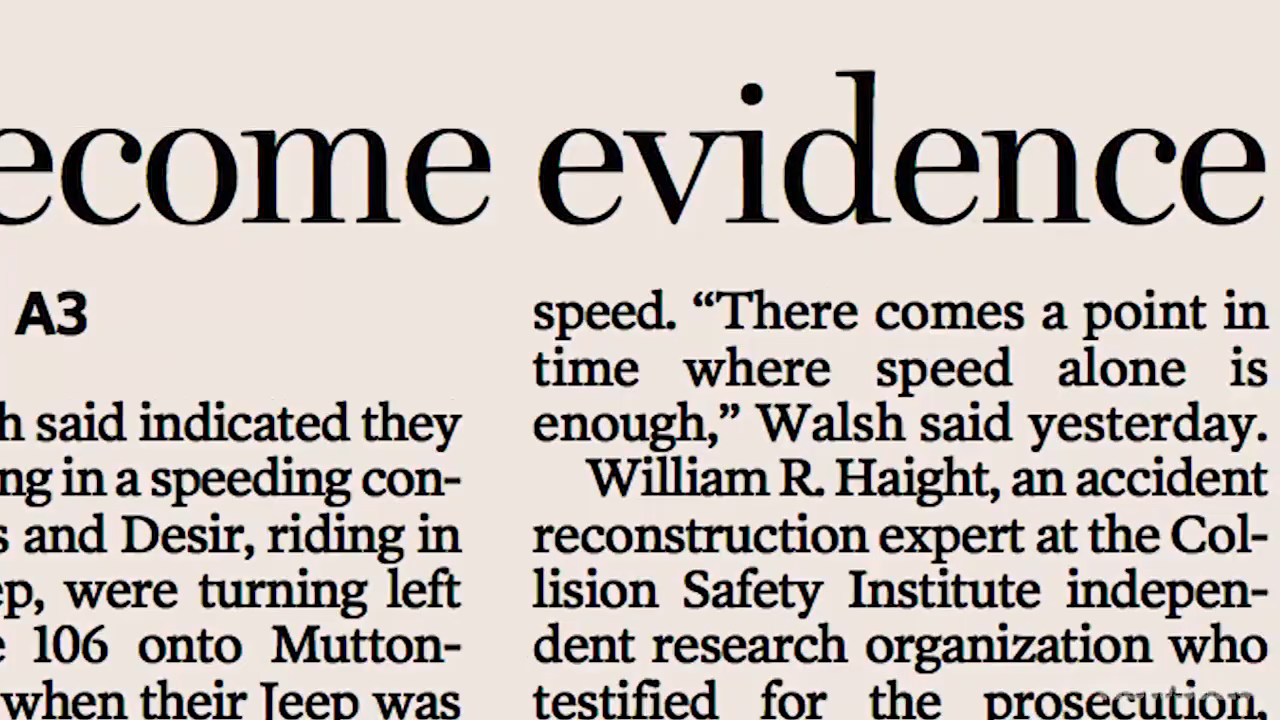 ecome evidence
A3
h said indicated they
ng in a speeding con-
s and Desir, riding in
ep, were turning left
e 106 onto Mutton-
when their Jeep was
speed. “There comes a point in
time where speed alone is
enough,” Walsh said yesterday.
William R. Haight, an accident
reconstruction expert at the Col-
lision Safety Institute indepen-
dent research organization who
testified for the prosecution,